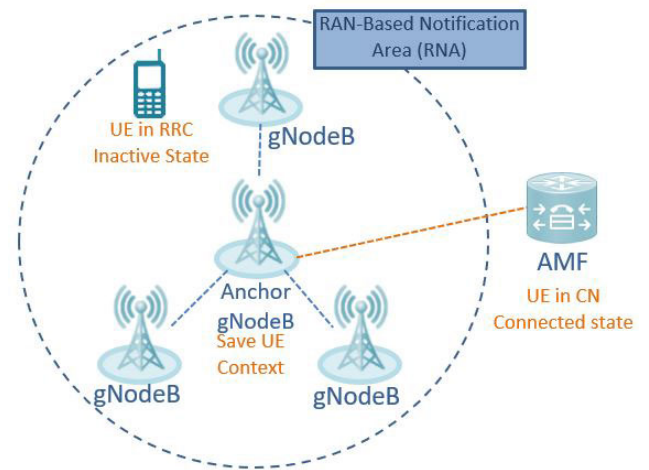 RAN-Based Notification
Area (RNA)
UE in RRC
Inactive State
gNodeB
AMF
UE in CN
Connected state
Anchor
gNodeB
Save UE
Context
gNodeB
gNodeB